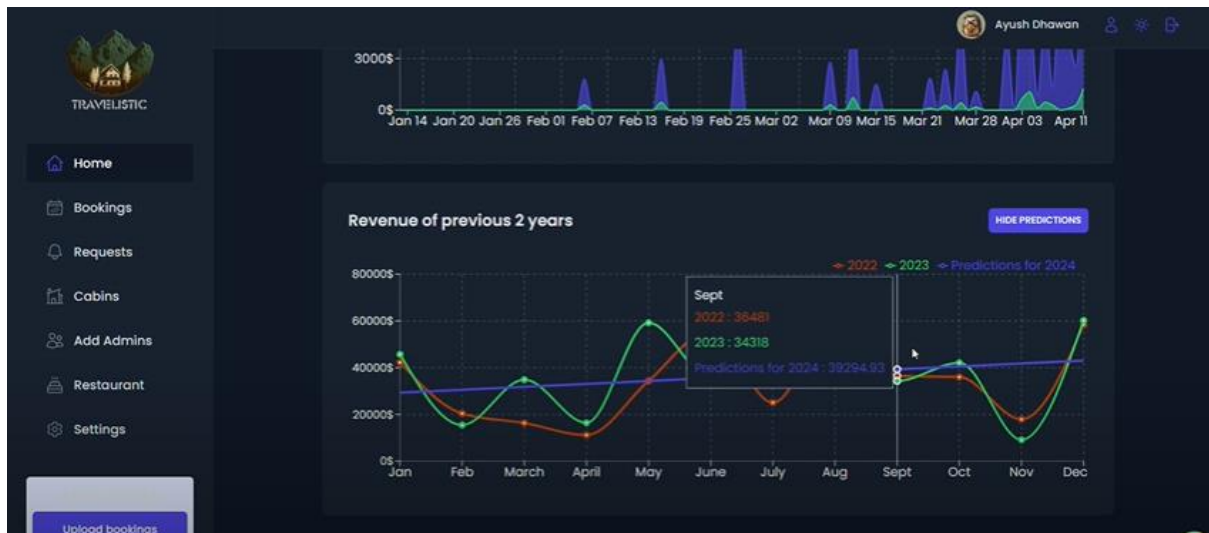 Ayush Dhawan
TRAVELISTIC
Home
Bookings
Requests
Cabins
Add Admins
Restaurant
Settings
Upload bookings
3000$
0$
Jan 14 Jan 20 Jan 26 Feb 01 Feb 07 Feb 13 Feb 19 Feb 25 Mar 02 Mar 09 Mar 15 Mar 21 Mar 28 Apr 03 Apr 11
Revenue of previous 2 years
HIDE PREDICTIONS
2022 2023 Predictions for 2024
80000$
60000$
40000$
20000$
0$
Sept
2022 : 36481
2023 : 34318
Predictions for 2024 : 39294.93
Jan Feb March April May June July Aug Sept Oct Nov Dec